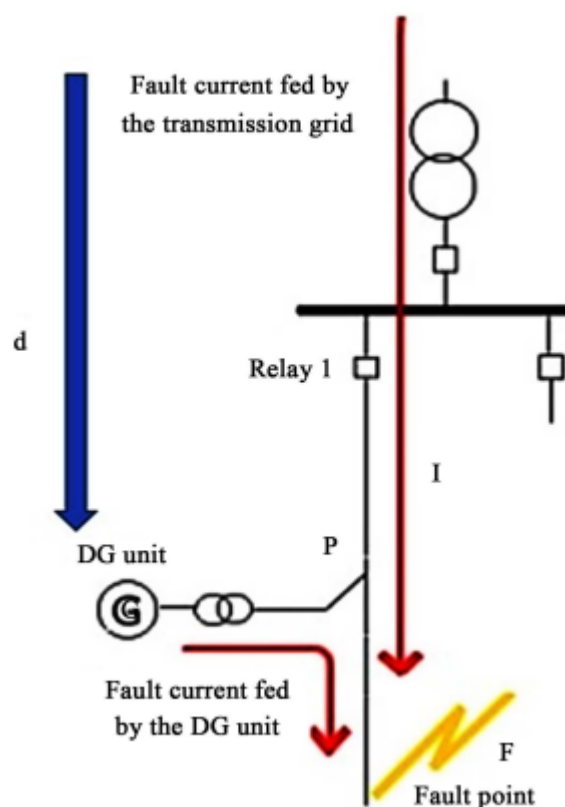 Fault current fed by
the transmission grid
d
Relay 1
I
P
DG unit
G
Fault current fed
by the DG unit
F
Fault point